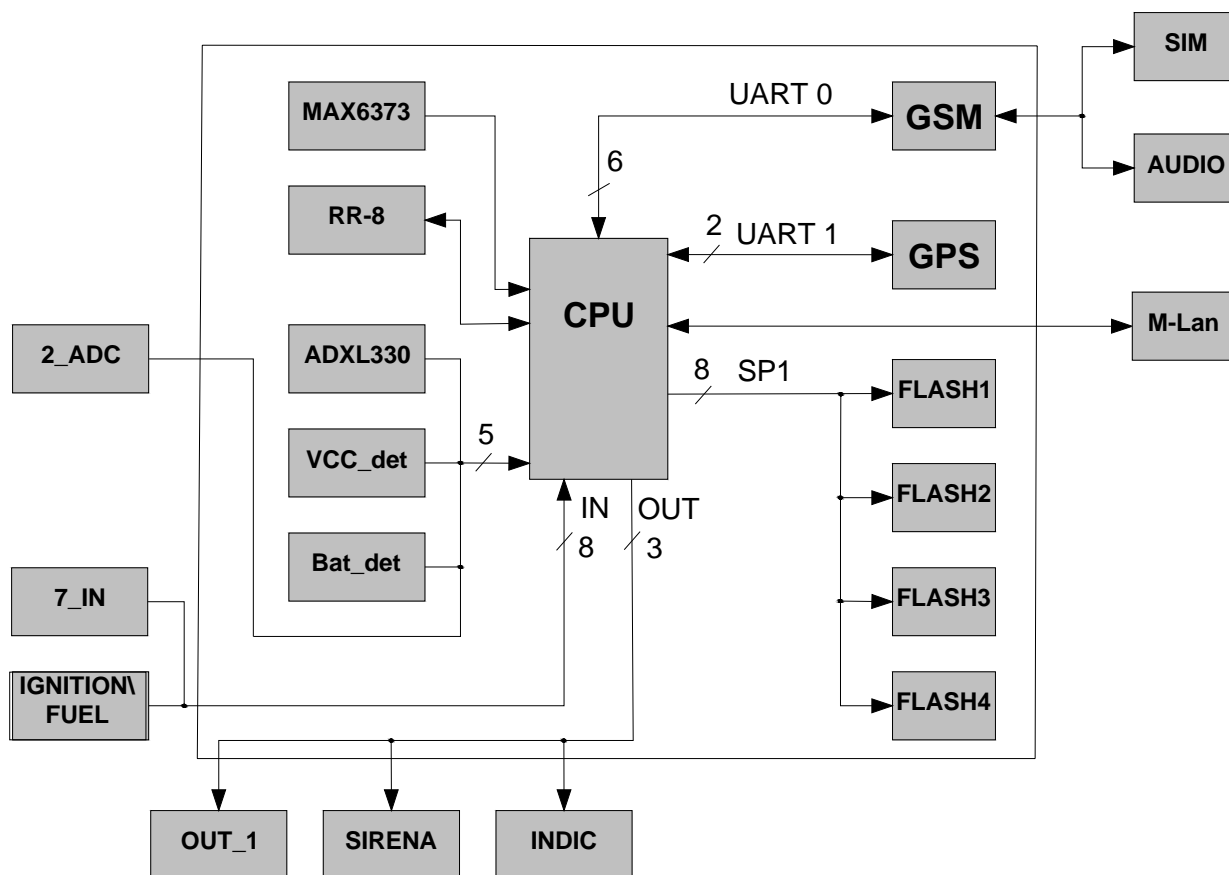 SIM
MAX6373
UART 0
GSM
6
AUDIO
RR-8
2
UART 1
GPS
CPU
M-Lan
2_ADC
ADXL330
8
SP1
FLASH1
5
VCC_det
FLASH2
IN
OUT
8
3
Bat_det
7_IN
FLASH3
IGNITION\
FUEL
FLASH4
OUT_1
SIRENA
INDIC